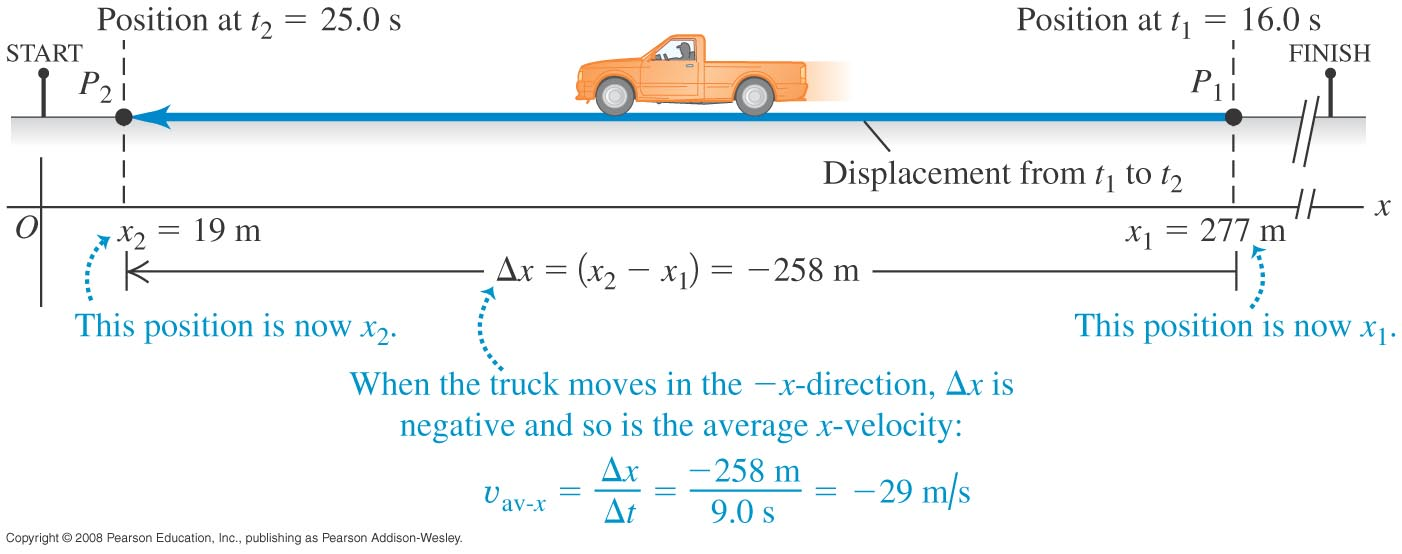 Position at t₂ = 25.0 s
Position at t₁ = 16.0 s
START
FINISH
P₂
P₁
Displacement from t₁ to t₂
O
x
x₂ = 19 m
x₁ = 277 m
Δx = (x₂ − x₁) = −258 m
This position is now x₂.
This position is now x₁.
When the truck moves in the −x-direction, Δx is
negative and so is the average x-velocity:
v_av-x = Δx/Δt = −258 m/9.0 s = −29 m/s
Copyright © 2008 Pearson Education, Inc., publishing as Pearson Addison-Wesley.